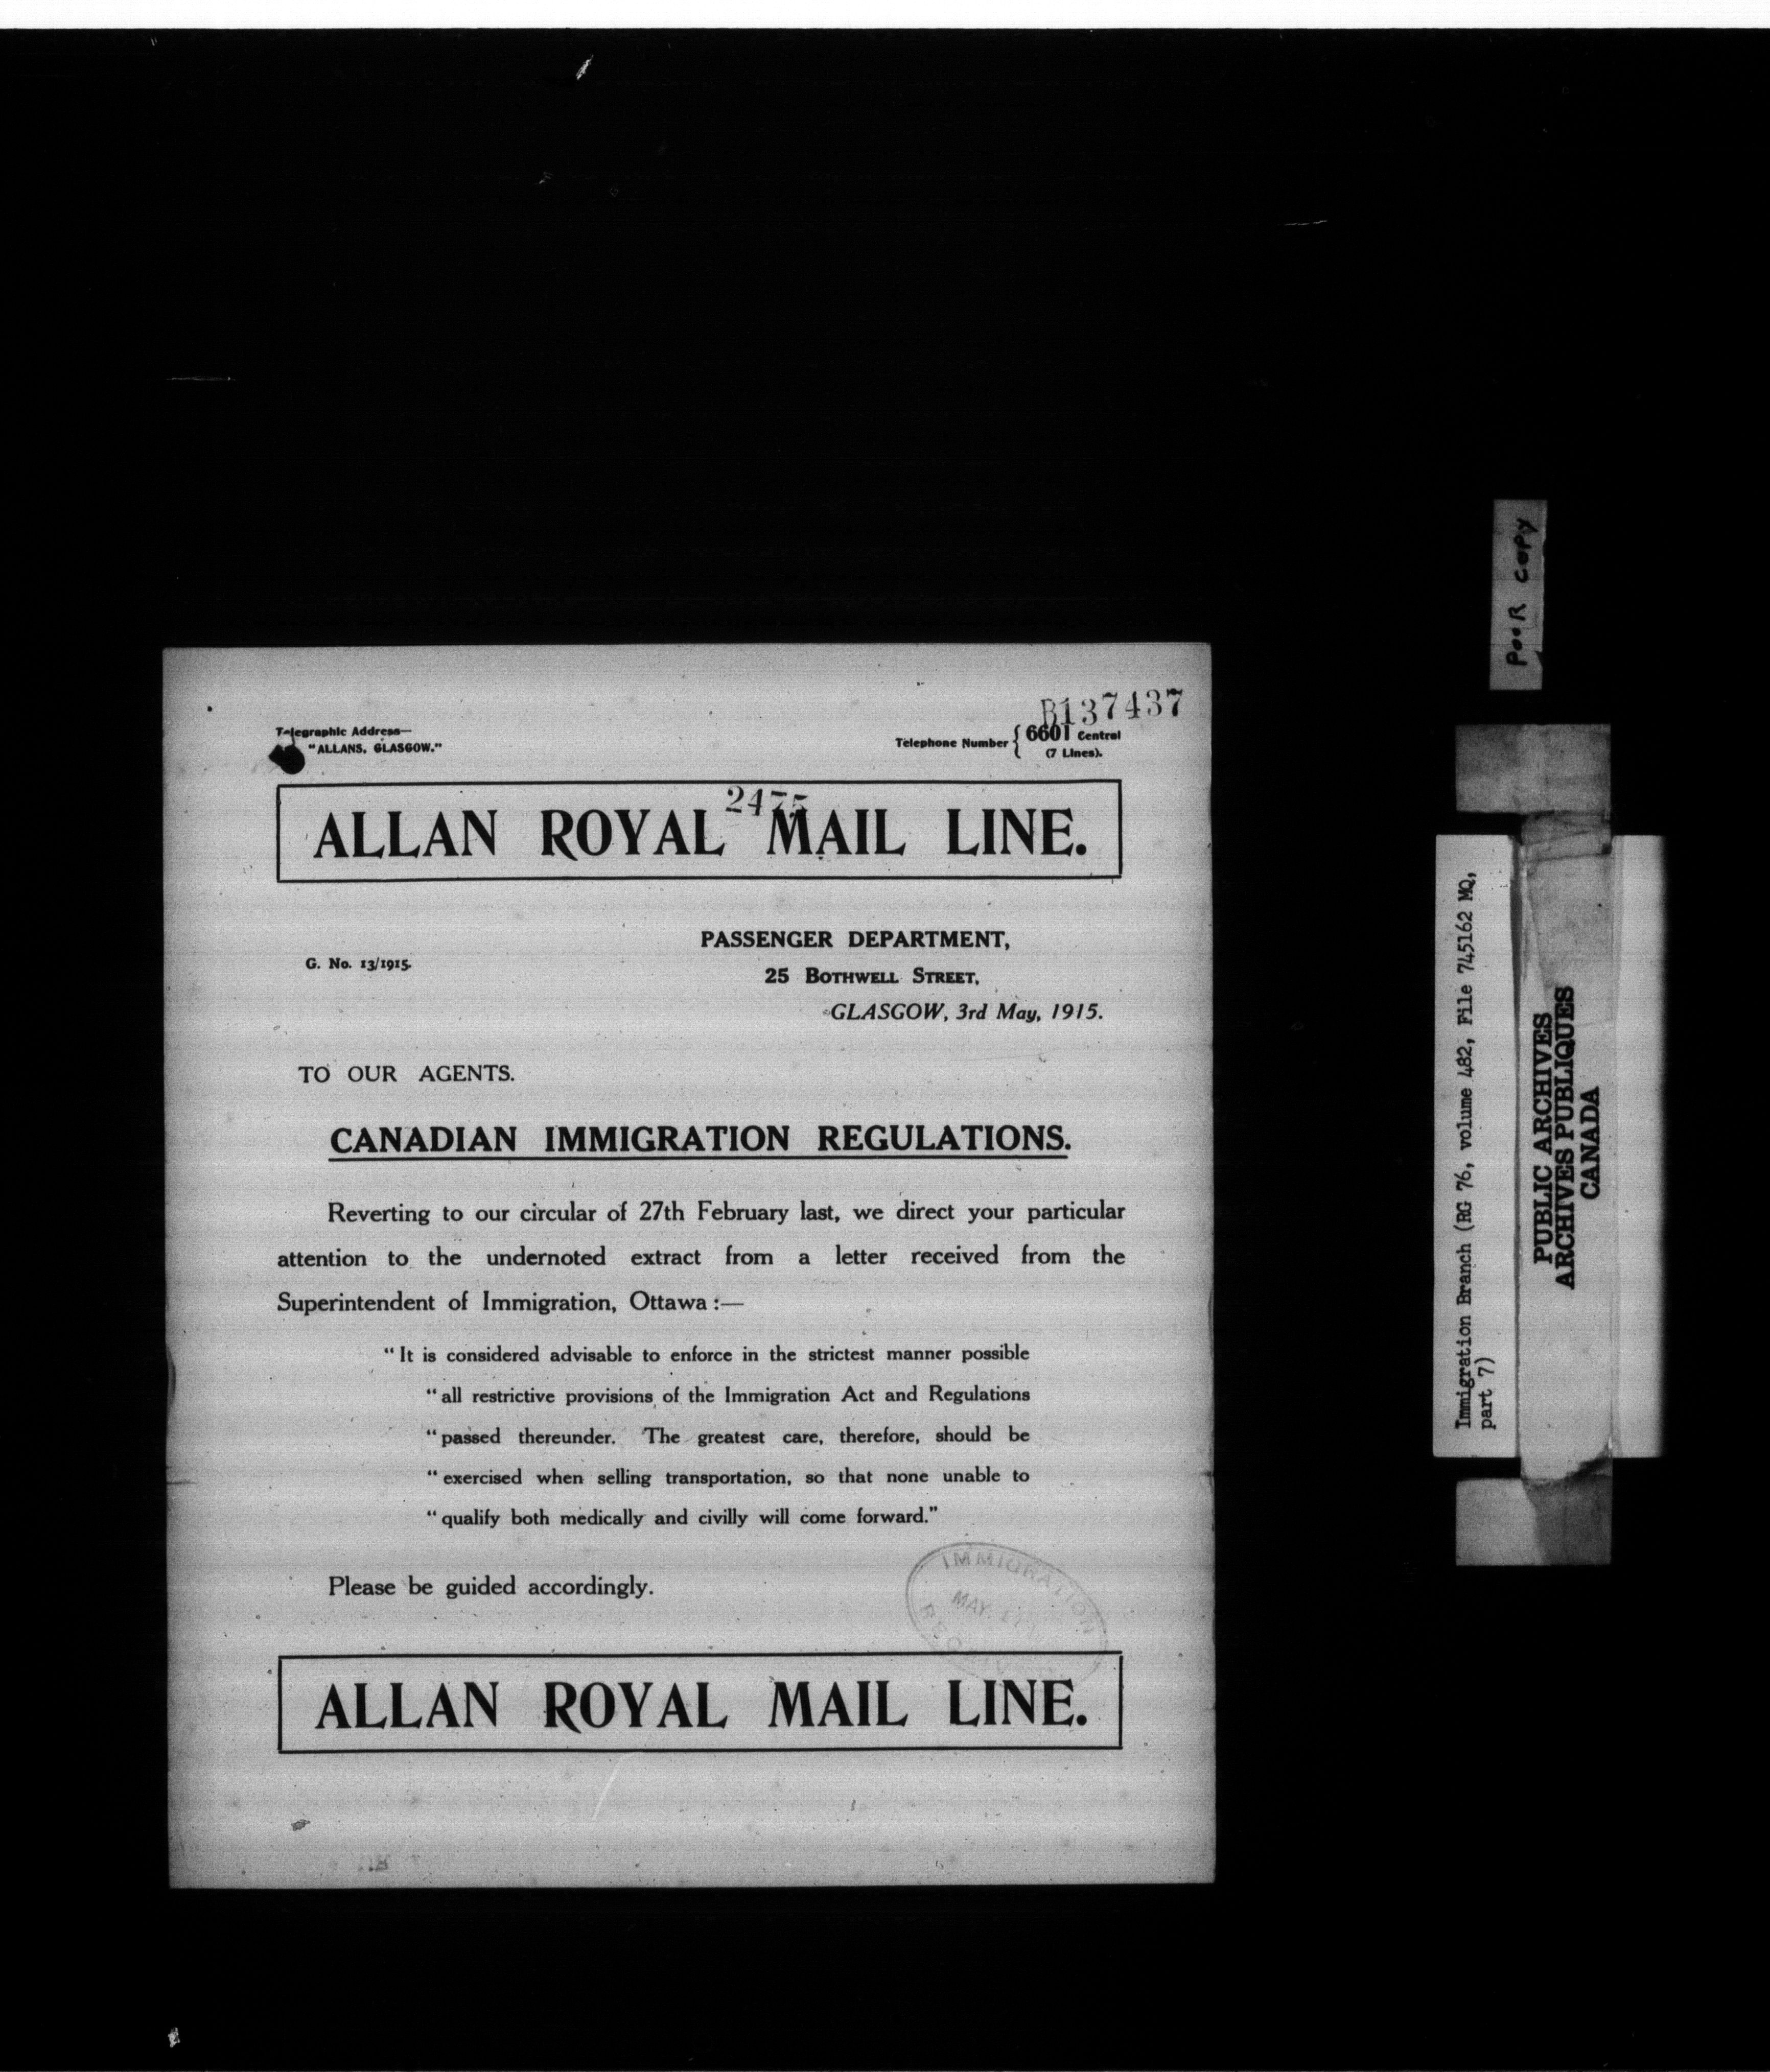 B137437
Telegraphic Address—
"ALLANS, GLASGOW."
Telephone Number { 6601 Central
(7 Lines).
2475
ALLAN ROYAL MAIL LINE.
PASSENGER DEPARTMENT,
G. No. 13/1915.
25 BOTHWELL STREET,
GLASGOW, 3rd May, 1915.
TO OUR AGENTS.
CANADIAN IMMIGRATION REGULATIONS.
Reverting to our circular of 27th February last, we direct your particular
attention to the undernoted extract from a letter received from the
Superintendent of Immigration, Ottawa :—
"It is considered advisable to enforce in the strictest manner possible
"all restrictive provisions of the Immigration Act and Regulations
"passed thereunder. The greatest care, therefore, should be
"exercised when selling transportation, so that none unable to
"qualify both medically and civilly will come forward."
Please be guided accordingly.
IMMIGRATION
MAY. 17
RECEIVED
ALLAN ROYAL MAIL LINE.
POOR COPY
Immigration Branch (RG 76, volume 482, File 745162 MQ,
part 7)
PUBLIC ARCHIVES
ARCHIVES PUBLIQUES
CANADA